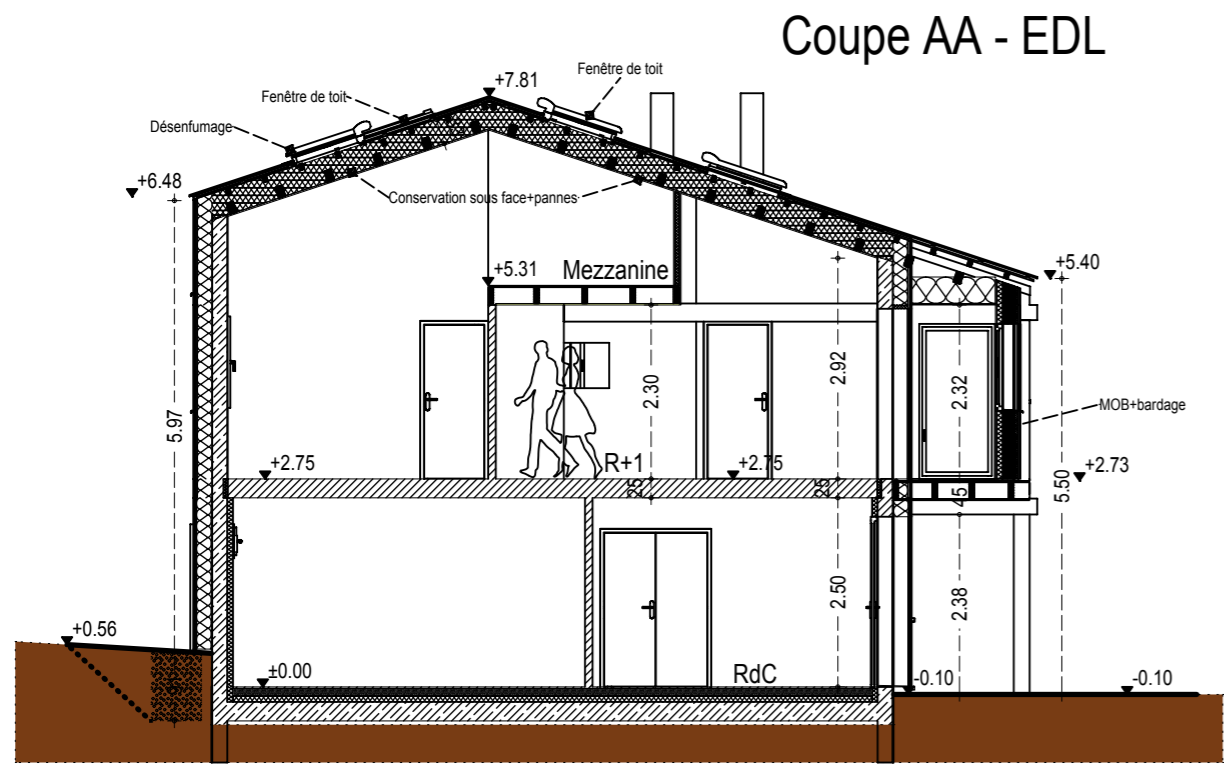 Coupe AA - EDL
+7.81
Fenêtre de toit
Fenêtre de toit
Désenfumage
+6.48
Conservation sous face+pannes
+5.31
Mezzanine
+5.40
2.30
2.92
2.32
5.97
MOB+bardage
+2.75
R+1
+2.75
+2.73
25
25
45
5.50
2.50
2.38
+0.56
±0.00
RdC
-0.10
-0.10